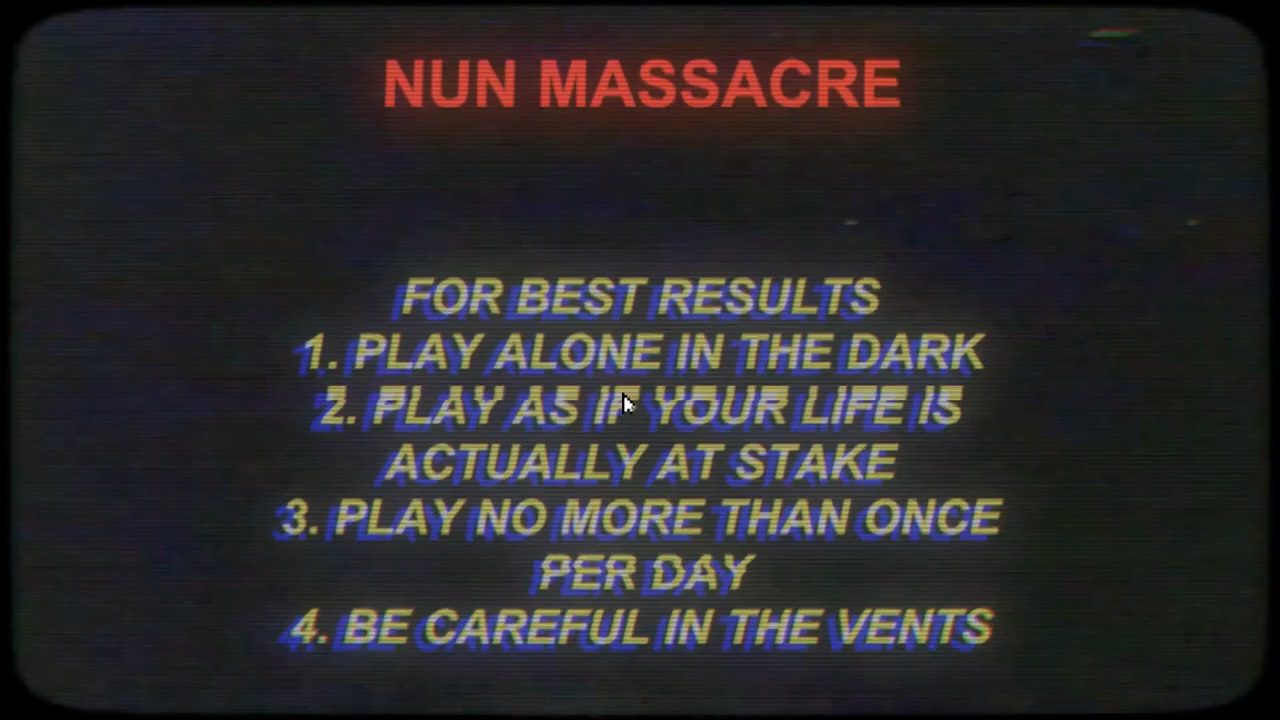 NUN MASSACRE
FOR BEST RESULTS
1. PLAY ALONE IN THE DARK
2. PLAY AS IF YOUR LIFE IS
ACTUALLY AT STAKE
3. PLAY NO MORE THAN ONCE
PER DAY
4. BE CAREFUL IN THE VENTS